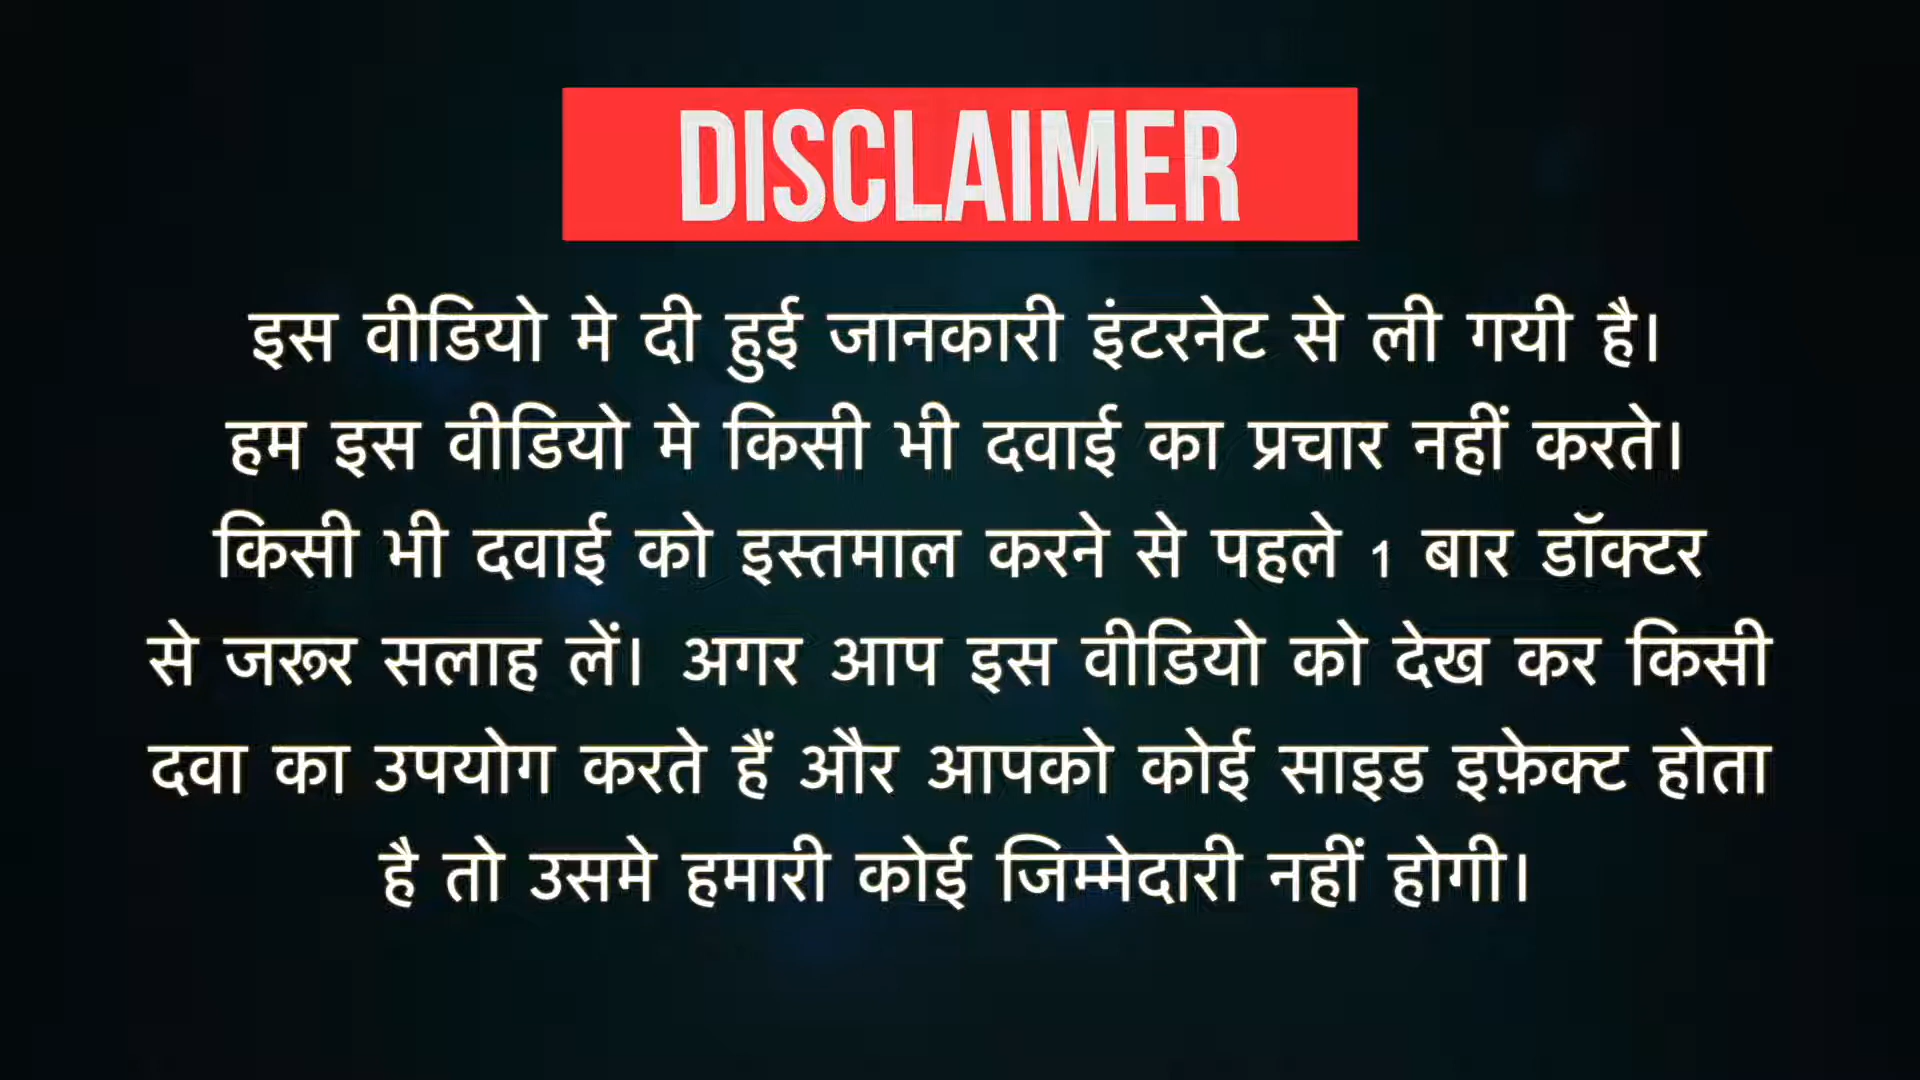 DISCLAIMER
इस वीडियो मे दी हुई जानकारी इंटरनेट से ली गयी है।
हम इस वीडियो मे किसी भी दवाई का प्रचार नहीं करते।
किसी भी दवाई को इस्तमाल करने से पहले 1 बार डॉक्टर
से जरूर सलाह लें। अगर आप इस वीडियो को देख कर किसी
दवा का उपयोग करते हैं और आपको कोई साइड इफ़ेक्ट होता
है तो उसमे हमारी कोई जिम्मेदारी नहीं होगी।